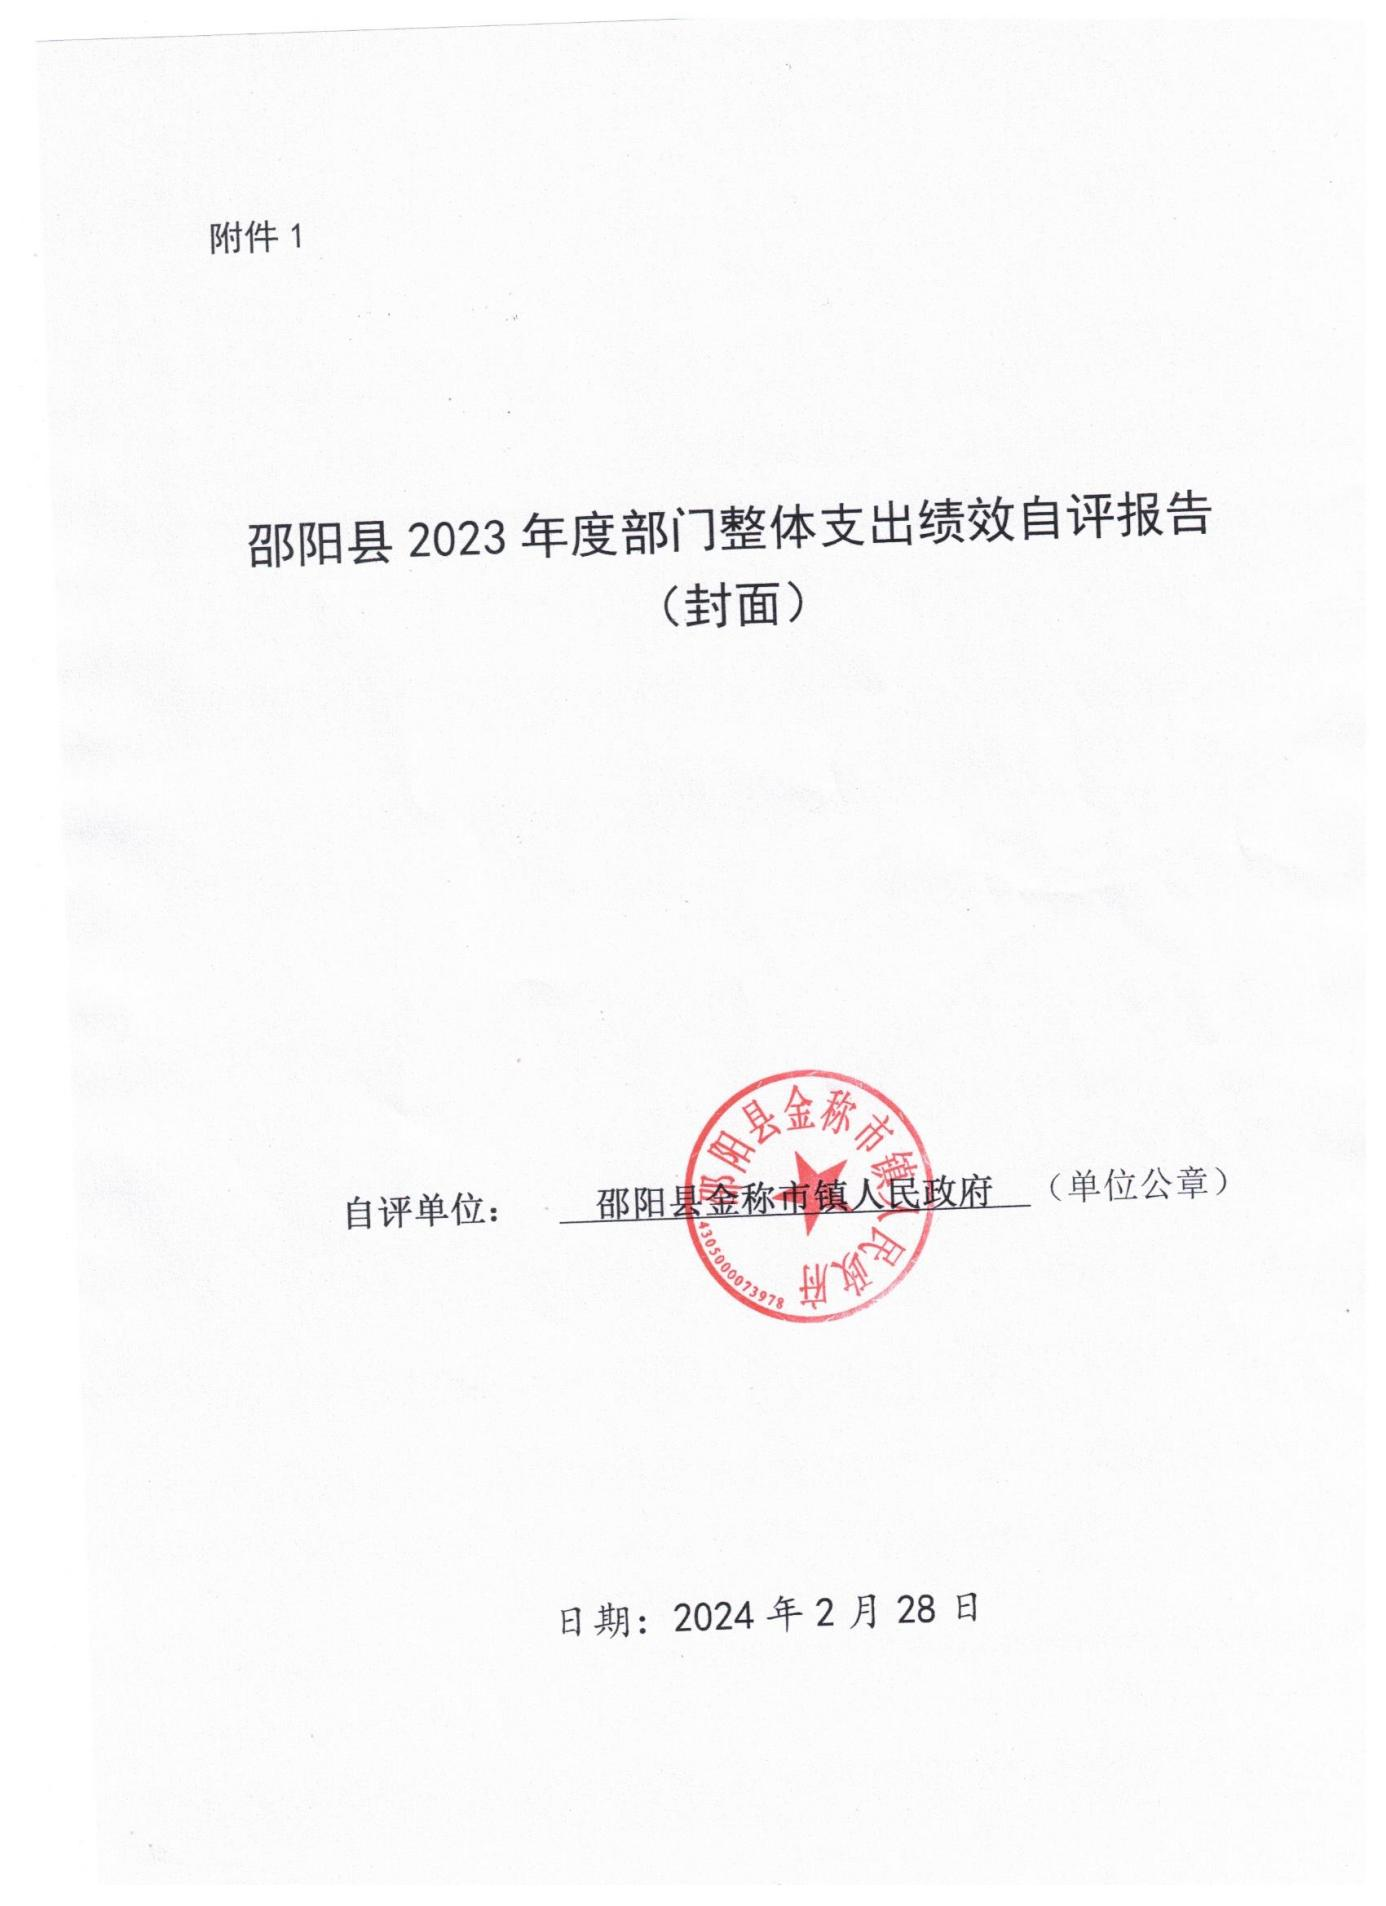 附件 1
邵阳县 2023 年度部门整体支出绩效自评报告
（封面）
自评单位： 邵阳县金称市镇人民政府 （单位公章）
邵阳县金称市镇人民政府
4305000073978
日期：2024 年 2 月 28 日